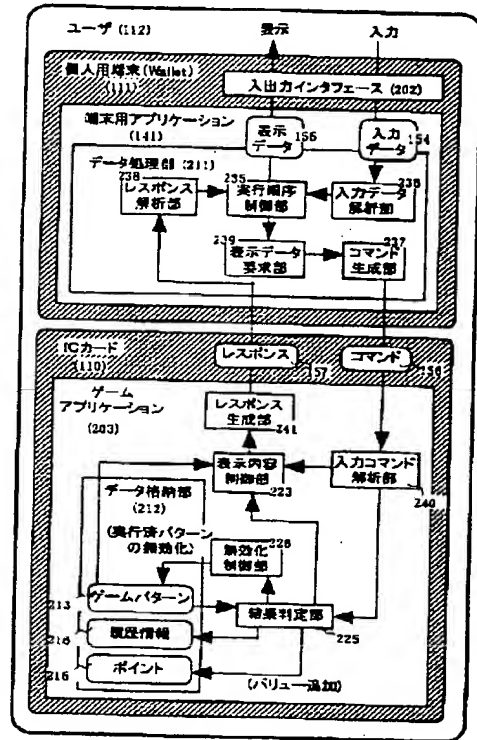 ユーザ (112)
表示
入力
個人用端末(Wallet)
(111)
入出力インタフェース (202)
端末用アプリケーション
(141)
表示
データ
155
入力
データ
154
データ処理部 (211)
238
レスポンス
解析部
235
実行順序
制御部
236
入力データ
解析部
239
表示データ
要求部
237
コマンド
生成部
ICカード
(110)
レスポンス
157
コマンド
156
ゲーム
アプリケーション
(203)
レスポンス
生成部
241
表示内容
制御部
223
入力コマンド
解析部
240
データ格納部
(212)
(実行済パターン
の無効化)
226
無効化
制御部
213
ゲームパターン
結果判定部
225
履歴情報
216
ポイント
(バリュー追加)